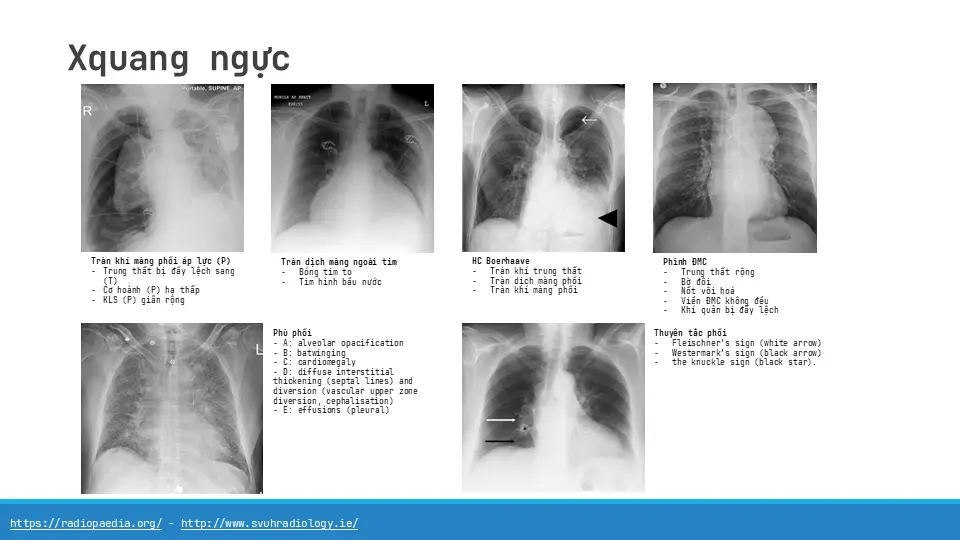 Xquang ngực
Portable, SUPINE, AP
R
MOBILE AP ERECT
L
L
Tràn khí màng phổi áp lực (P)
- Trung thất bị đẩy lệch sang
(T)
- Cơ hoành (P) hạ thấp
- KLS (P) giãn rộng
Tràn dịch màng ngoài tim
- Bóng tim to
- Tim hình bầu nước
HC Boerhaave
- Tràn khí trung thất
- Tràn dịch màng phổi
- Tràn khí màng phổi
Phình ĐMC
- Trung thất rộng
- Bờ đôi
- Nốt vôi hoá
- Viền ĐMC không đều
- Khí quản bị đẩy lệch
L
Phù phổi
- A: alveolar opacification
- B: batwinging
- C: cardiomegaly
- D: diffuse interstitial
thickening (septal lines) and
diversion (vascular upper zone
diversion, cephalisation)
- E: effusions (pleural)
Thuyên tắc phổi
- Fleischner's sign (white arrow)
- Westermark's sign (black arrow)
- the knuckle sign (black star).
https://radiopaedia.org/ - http://www.svuhradiology.ie/